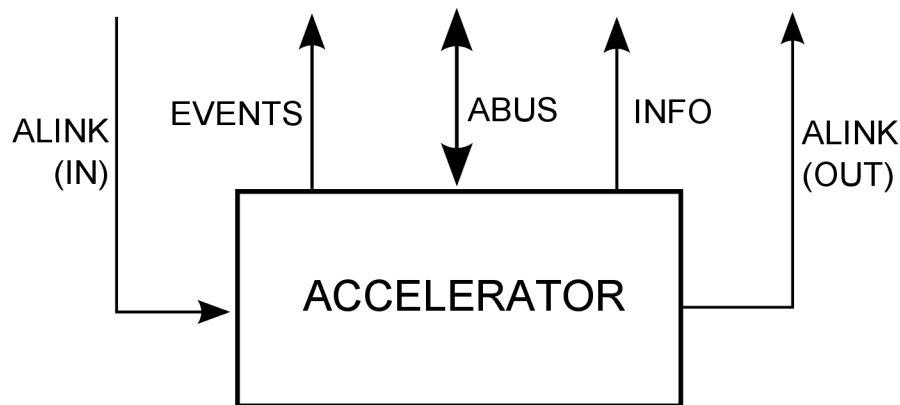 EVENTS
ABUS
INFO
ALINK
(IN)
ALINK
(OUT)
ACCELERATOR